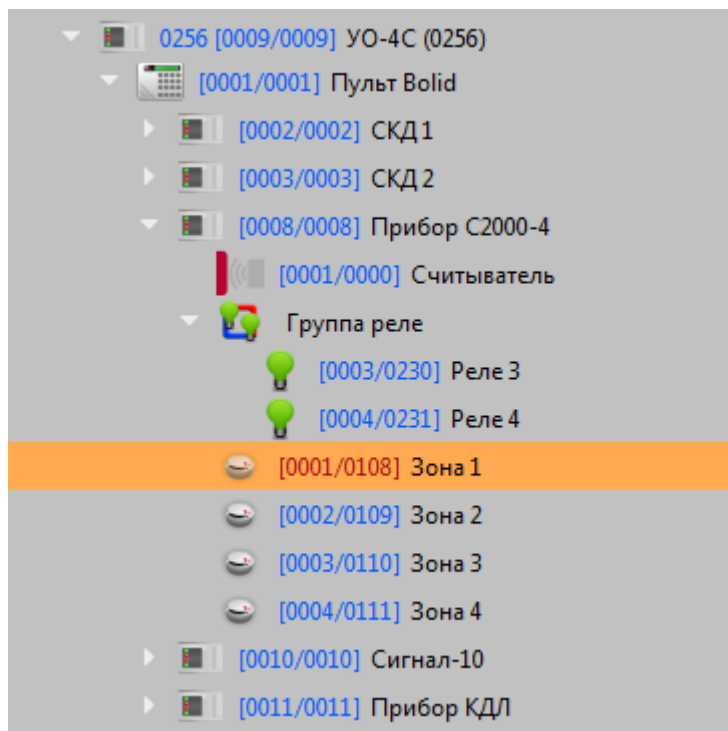 0256 [0009/0009] УО-4С (0256)
[0001/0001] Пульт Bolid
[0002/0002] СКД 1
[0003/0003] СКД 2
[0008/0008] Прибор С2000-4
[0001/0000] Считыватель
Группа реле
[0003/0230] Реле 3
[0004/0231] Реле 4
[0001/0108] Зона 1
[0002/0109] Зона 2
[0003/0110] Зона 3
[0004/0111] Зона 4
[0010/0010] Сигнал-10
[0011/0011] Прибор КДЛ